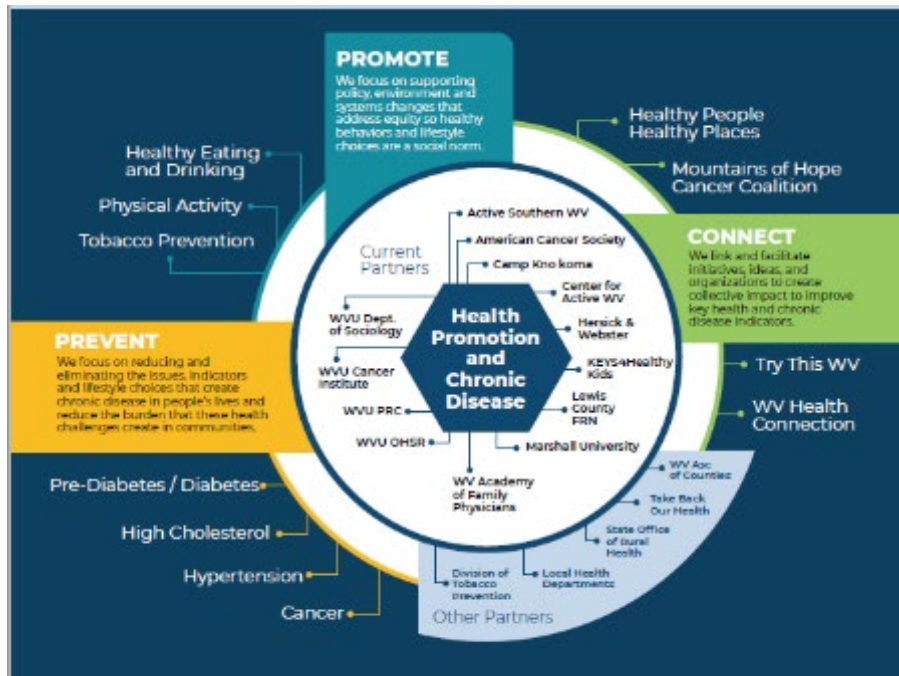 PROMOTE
We focus on supporting
policy, environment and
systems changes that
address equity so healthy
behaviors and lifestyle
choices are a social norm.
Healthy Eating
and Drinking
Physical Activity
Tobacco Prevention
Healthy People
Healthy Places
Mountains of Hope
Cancer Coalition
CONNECT
We link and facilitate
initiatives, ideas, and
organizations to create
collective impact to improve
key health and chronic
disease indicators.
Try This WV
WV Health
Connection
PREVENT
We focus on reducing and
eliminating the issues, indicators
and lifestyle choices that create
chronic disease in people's lives and
reduce the burden that these health
challenges create in communities.
Pre-Diabetes / Diabetes
High Cholesterol
Hypertension
Cancer
Current
Partners
Active Southern WV
American Cancer Society
Camp Kno koma
Center for
Active WV
Hersick &
Webster
KEYS4Healthy
Kids
Lewis
County
FRN
Marshall University
WV Academy
of Family
Physicians
WVU OHSR
WVU PRC
WVU Cancer
Institute
WVU Dept.
of Sociology
Health
Promotion
and
Chronic
Disease
WV Asc
of Counties
Take Back
Our Health
State Office
of Rural
Health
Local Health
Departments
Division of
Tobacco
Prevention
Other Partners